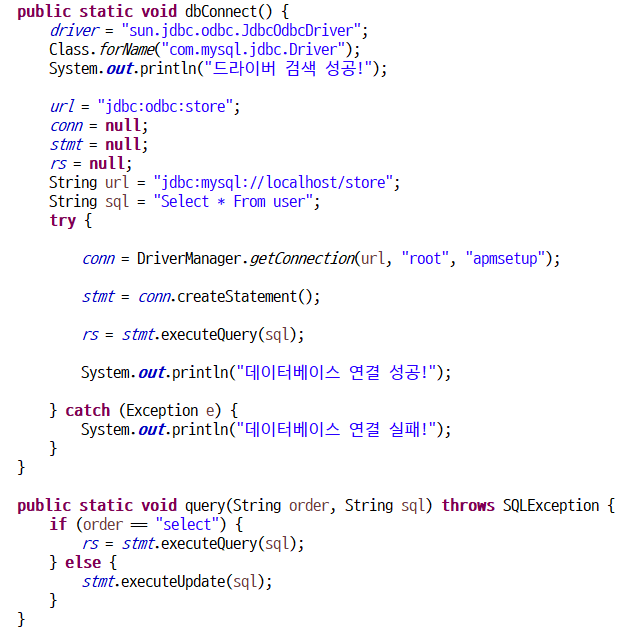 public static void dbConnect() {
    driver = "sun.jdbc.odbc.JdbcOdbcDriver";
    Class.forName("com.mysql.jdbc.Driver");
    System.out.println("드라이버 검색 성공!");

    url = "jdbc:odbc:store";
    conn = null;
    stmt = null;
    rs = null;
    String url = "jdbc:mysql://localhost/store";
    String sql = "Select * From user";
    try {

        conn = DriverManager.getConnection(url, "root", "apmsetup");

        stmt = conn.createStatement();

        rs = stmt.executeQuery(sql);

        System.out.println("데이터베이스 연결 성공!");

    } catch (Exception e) {
        System.out.println("데이터베이스 연결 실패!");
    }
}

public static void query(String order, String sql) throws SQLException {
    if (order == "select") {
        rs = stmt.executeQuery(sql);
    } else {
        stmt.executeUpdate(sql);
    }
}